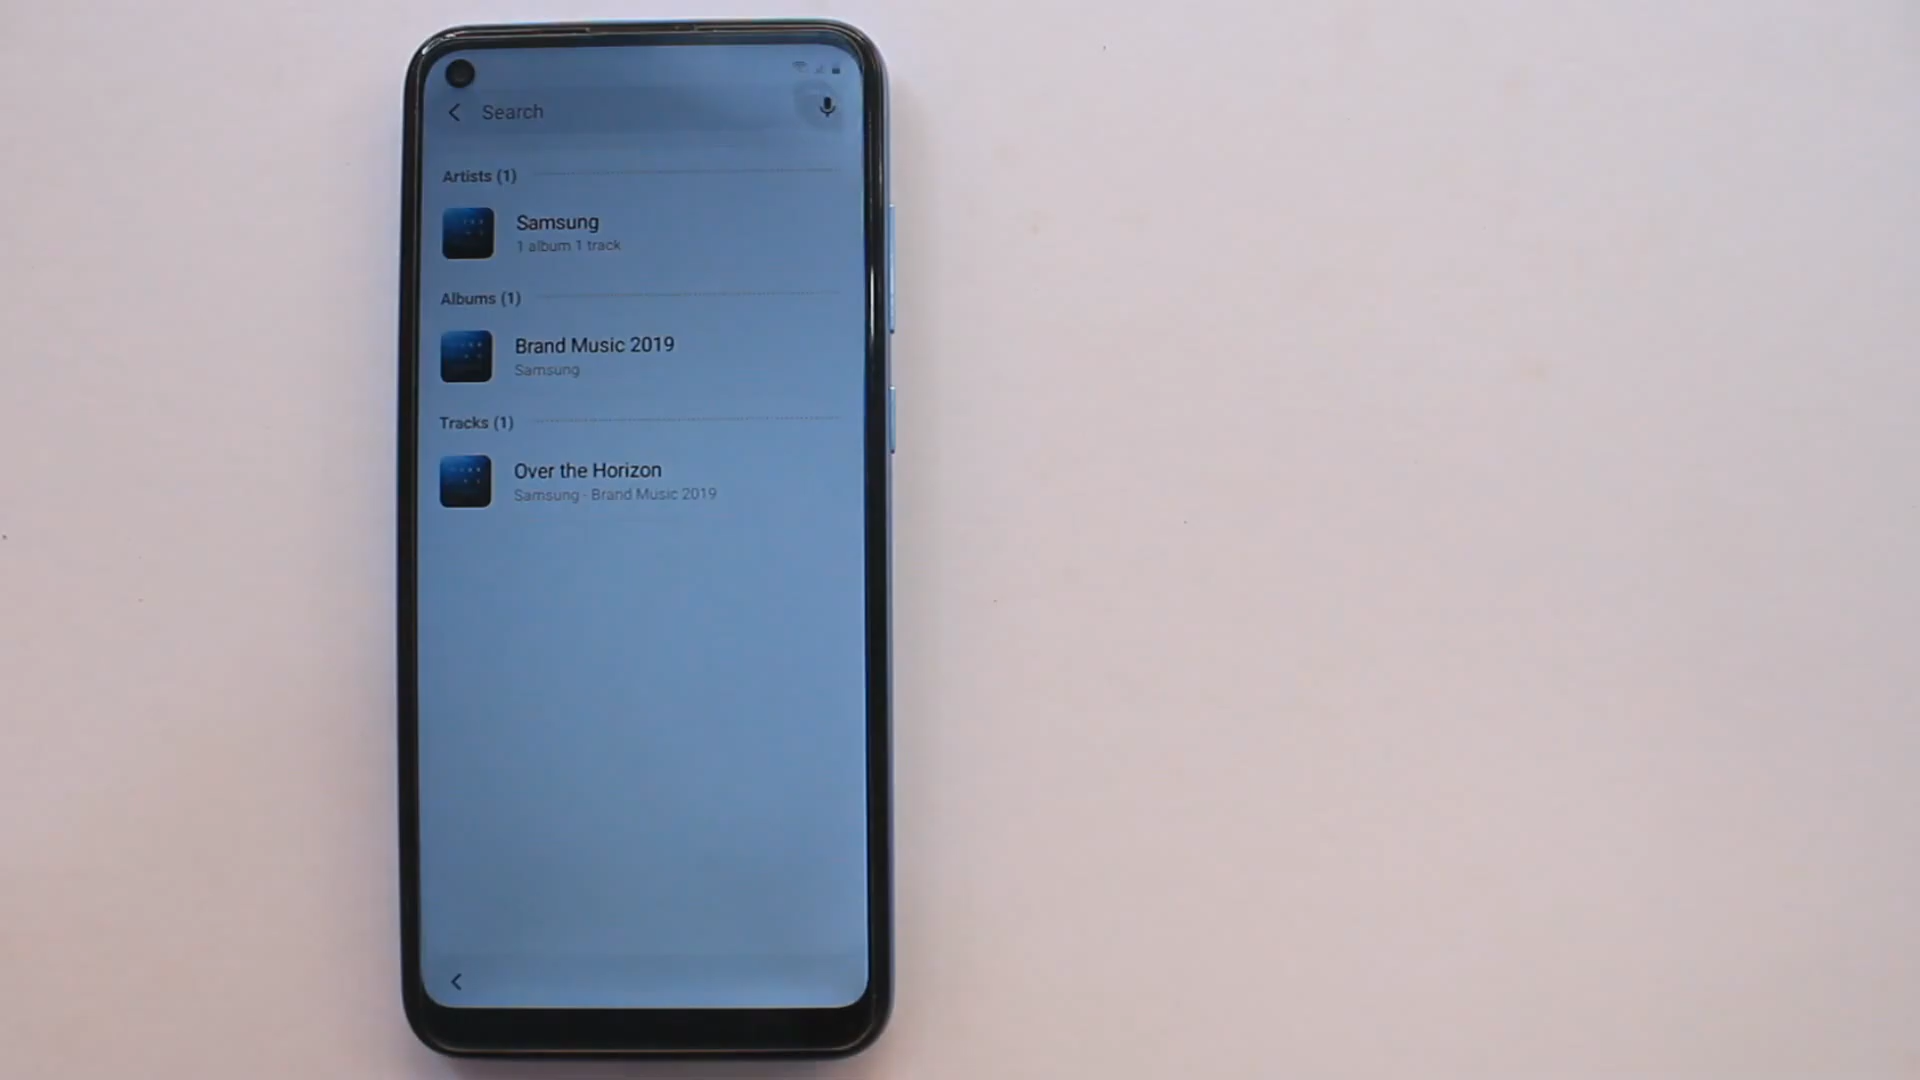 Search
Artists (1)
Samsung
1 album 1 track
Albums (1)
Brand Music 2019
Samsung
Tracks (1)
Over the Horizon
Samsung - Brand Music 2019